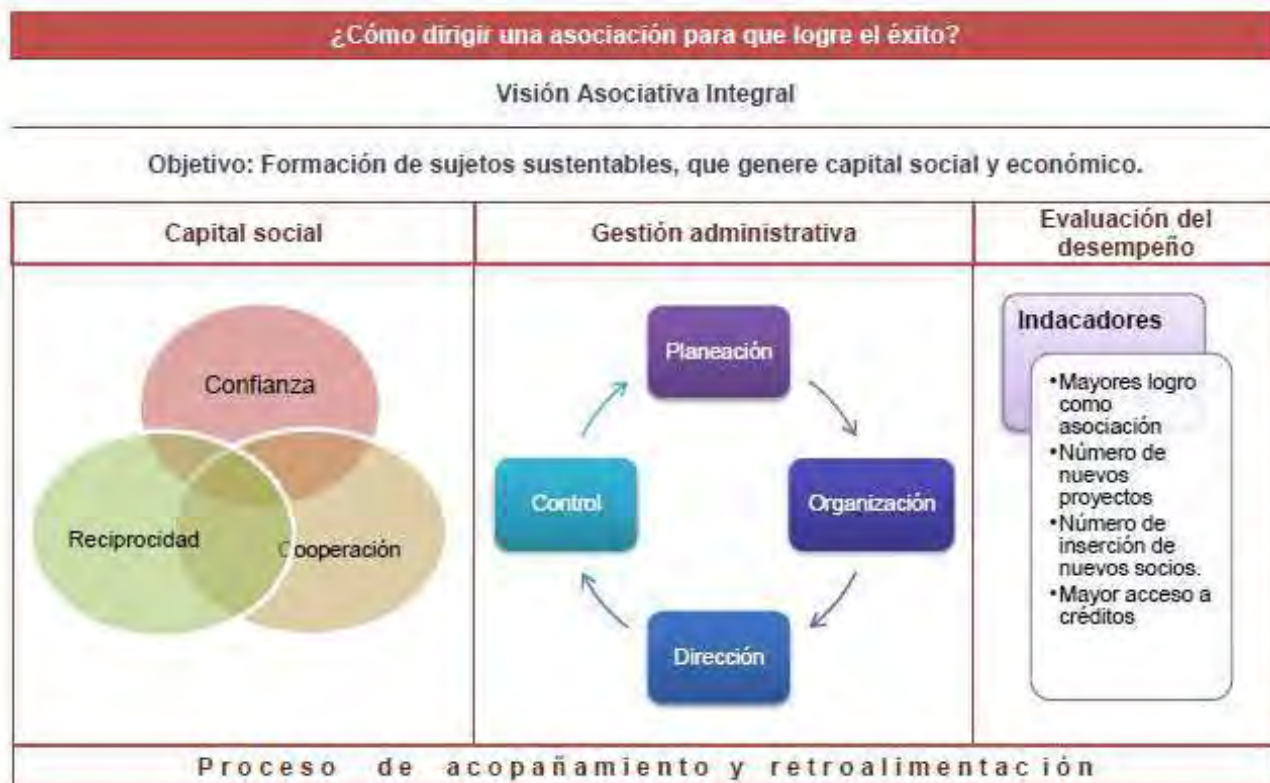 ¿Cómo dirigir una asociación para que logre el éxito?
Visión Asociativa Integral
Objetivo: Formación de sujetos sustentables, que genere capital social y económico.
Capital social
Gestión administrativa
Evaluación del
desempeño
Confianza
Reciprocidad
Cooperación
Planeación
Organización
Dirección
Control
Indacadores
•Mayores logro
como
asociación
•Número de
nuevos
proyectos
•Número de
inserción de
nuevos socios.
•Mayor acceso a
créditos
Proceso de acopañamiento y retroalimentación